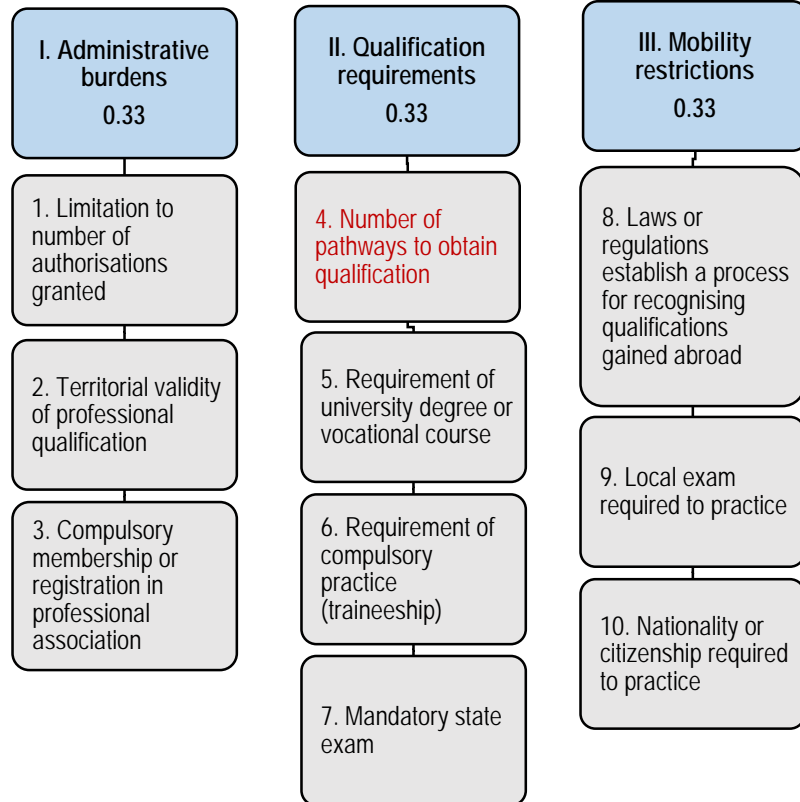 I. Administrative
burdens
0.33
1. Limitation to
number of
authorisations
granted
2. Territorial validity
of professional
qualification
3. Compulsory
membership or
registration in
professional
association
II. Qualification
requirements
0.33
4. Number of
pathways to obtain
qualification
5. Requirement of
university degree or
vocational course
6. Requirement of
compulsory
practice
(traineeship)
7. Mandatory state
exam
III. Mobility
restrictions
0.33
8. Laws or
regulations
establish a process
for recognising
qualifications
gained abroad
9. Local exam
required to practice
10. Nationality or
citizenship required
to practice